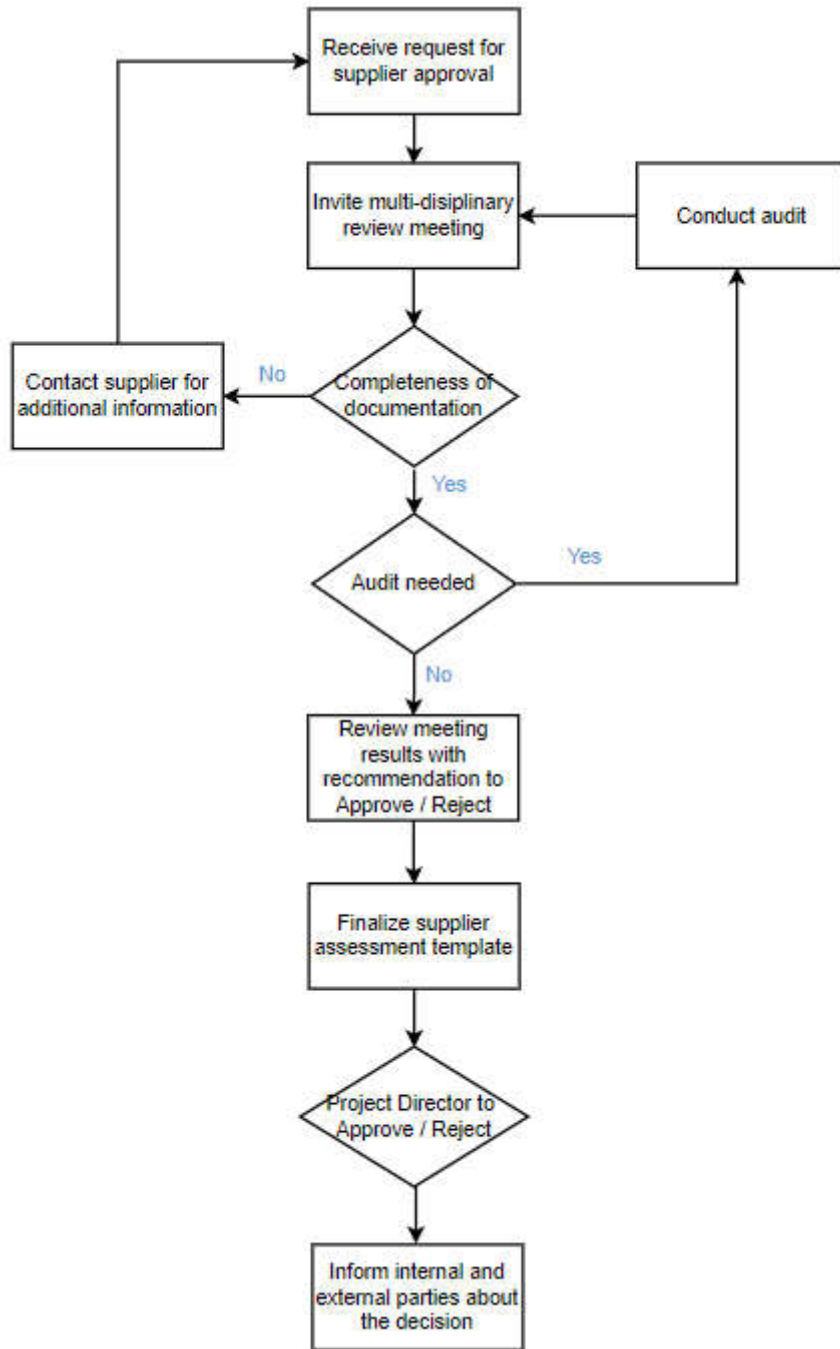 Receive request for
supplier approval
Invite multi-disiplinary
review meeting
Conduct audit
Contact supplier for
additional information
No
Completeness of
documentation
Yes
Audit needed
Yes
No
Review meeting
results with
recommendation to
Approve / Reject
Finalize supplier
assessment template
Project Director to
Approve / Reject
Inform internal and
external parties about
the decision